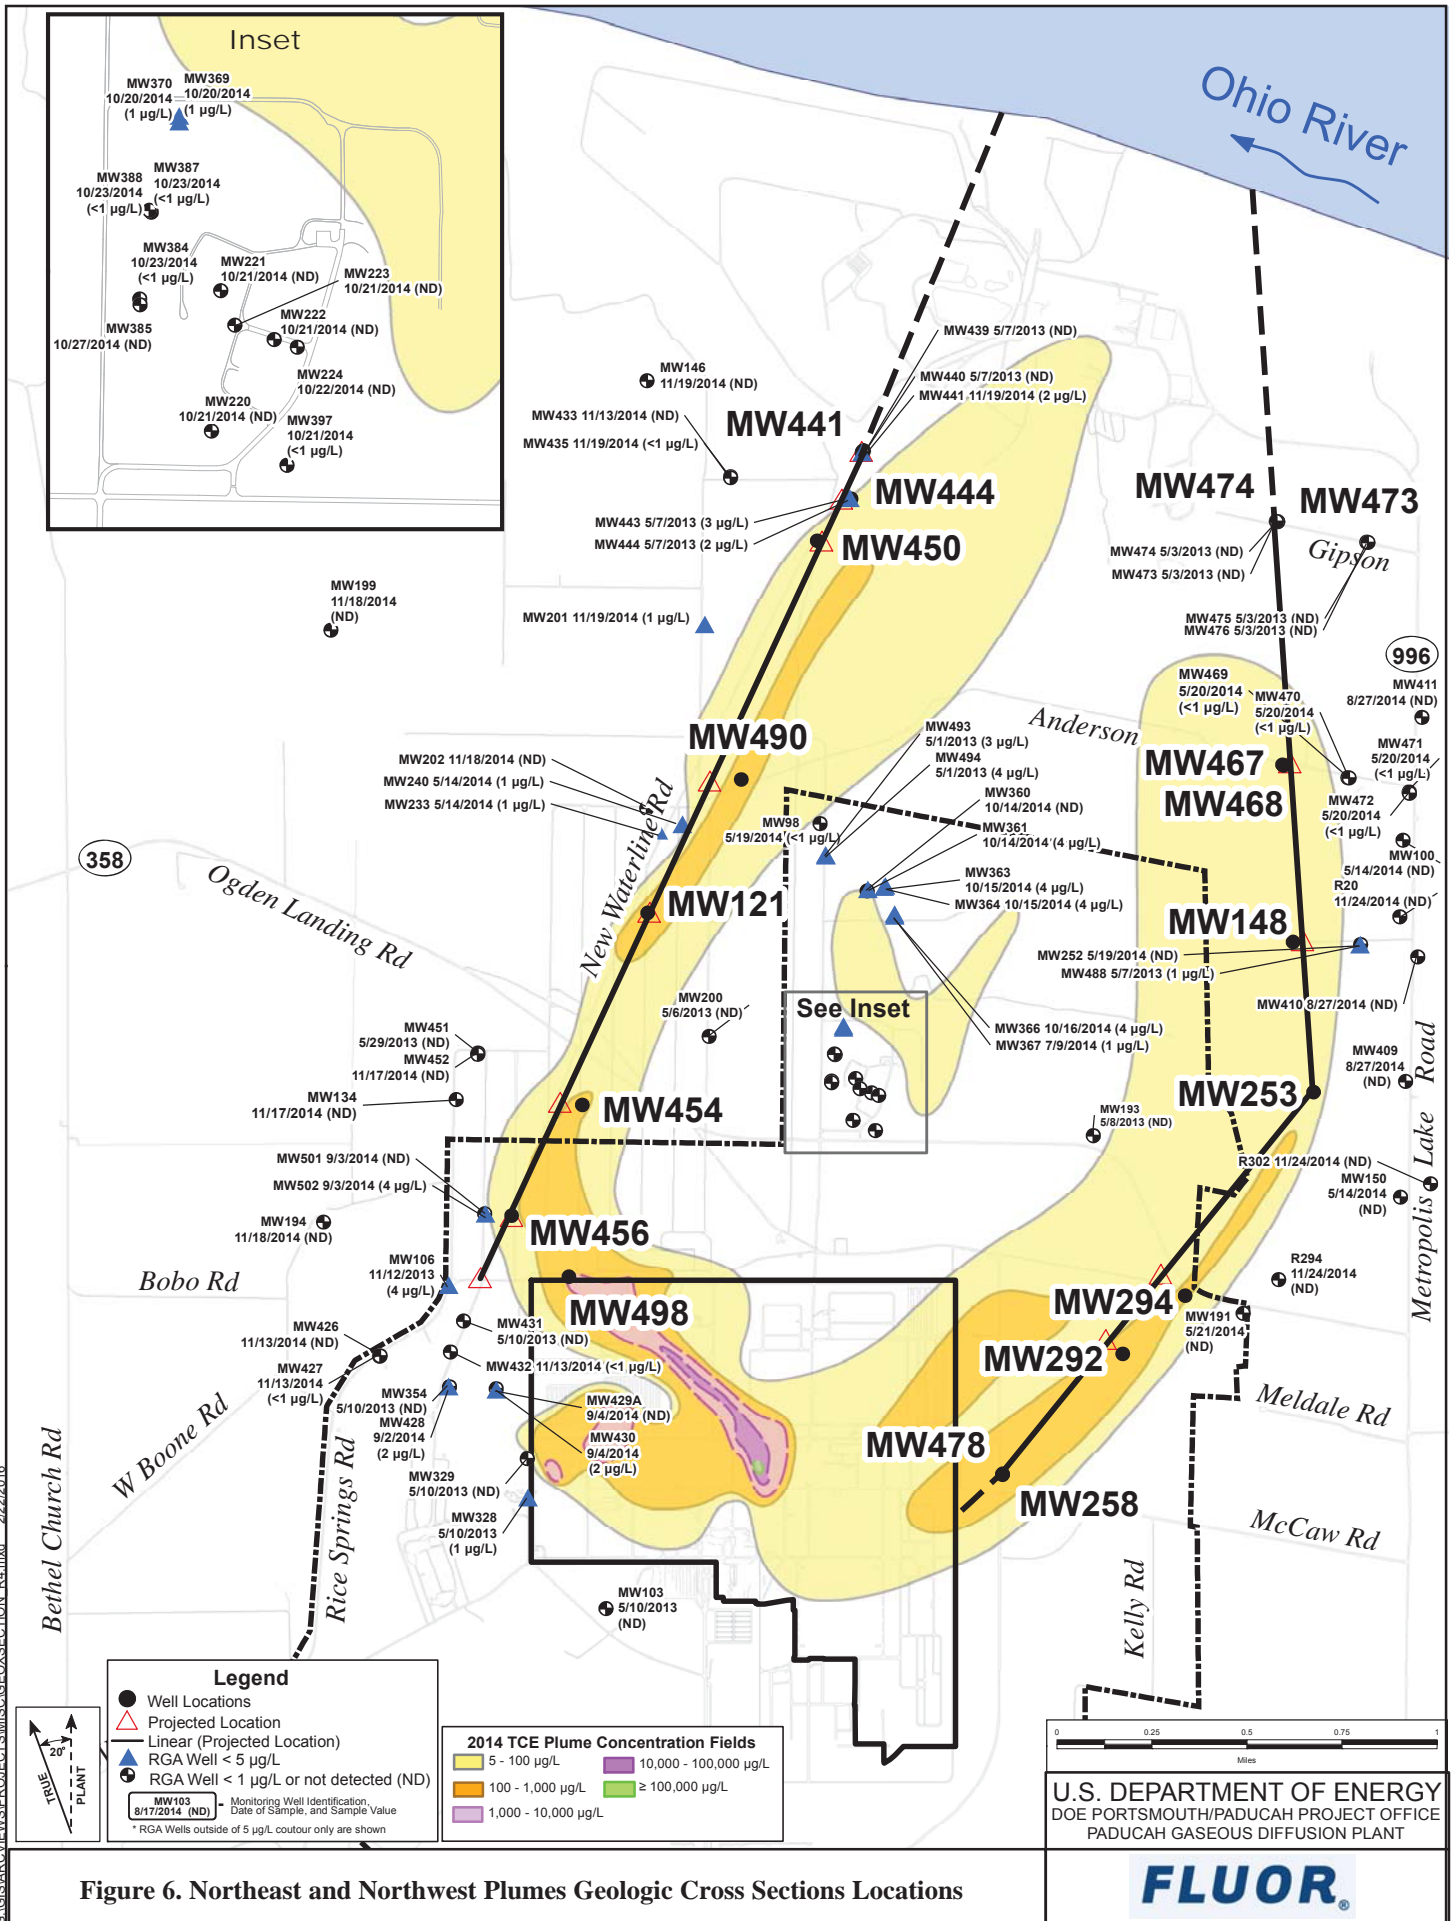 Inset
MW370
10/20/2014
(1 µg/L)
MW369
10/20/2014
(1 µg/L)
MW388
10/23/2014
(<1 µg/L)
MW387
10/23/2014
(<1 µg/L)
MW384
10/23/2014
(<1 µg/L)
MW221
10/21/2014 (ND)
MW223
10/21/2014 (ND)
MW385
10/27/2014 (ND)
MW222
10/21/2014 (ND)
MW224
10/22/2014 (ND)
MW220
10/21/2014 (ND)
MW397
10/21/2014
(<1 µg/L)
Ohio River
MW439 5/7/2013 (ND)
MW146
11/19/2014 (ND)
MW440 5/7/2013 (ND)
MW441 11/19/2014 (2 µg/L)
MW433 11/13/2014 (ND)
MW435 11/19/2014 (<1 µg/L)
MW441
MW444
MW443 5/7/2013 (3 µg/L)
MW444 5/7/2013 (2 µg/L)
MW450
MW474
MW473
Gipson
MW474 5/3/2013 (ND)
MW473 5/3/2013 (ND)
MW475 5/3/2013 (ND)
MW476 5/3/2013 (ND)
MW199
11/18/2014
(ND)
MW201 11/19/2014 (1 µg/L)
996
MW469
5/20/2014
(<1 µg/L)
MW470
5/20/2014
(<1 µg/L)
MW411
8/27/2014 (ND)
Anderson
MW471
5/20/2014
(<1 µg/L)
MW490
MW493
5/1/2013 (3 µg/L)
MW494
5/1/2013 (4 µg/L)
MW467
MW468
MW202 11/18/2014 (ND)
MW240 5/14/2014 (1 µg/L)
MW233 5/14/2014 (1 µg/L)
MW360
10/14/2014 (ND)
MW472
5/20/2014
(<1 µg/L)
MW98
5/19/2014 (<1 µg/L)
MW361
10/14/2014 (4 µg/L)
MW100
5/14/2014 (ND)
358
Ogden Landing Rd
New Waterline Rd
MW363
10/15/2014 (4 µg/L)
MW364 10/15/2014 (4 µg/L)
R20
11/24/2014 (ND)
MW121
MW148
MW252 5/19/2014 (ND)
MW488 5/7/2013 (1 µg/L)
MW410 8/27/2014 (ND)
MW200
5/6/2013 (ND)
See Inset
MW366 10/16/2014 (4 µg/L)
MW367 7/9/2014 (1 µg/L)
MW451
5/29/2013 (ND)
MW452
11/17/2014 (ND)
MW409
8/27/2014
(ND)
MW134
11/17/2014 (ND)
MW454
MW253
MW193
5/8/2013 (ND)
Metropolis Lake Road
MW501 9/3/2014 (ND)
MW502 9/3/2014 (4 µg/L)
R302 11/24/2014 (ND)
MW150
5/14/2014
(ND)
MW194
11/18/2014 (ND)
MW456
MW106
11/12/2013
(4 µg/L)
Bobo Rd
R294
11/24/2014
(ND)
MW498
MW294
MW191
5/21/2014
(ND)
MW426
11/13/2014 (ND)
MW431
5/10/2013 (ND)
MW292
MW427
11/13/2014
(<1 µg/L)
MW432 11/13/2014 (<1 µg/L)
MW354
5/10/2013 (ND)
MW429A
9/4/2014 (ND)
MW428
9/2/2014
(2 µg/L)
MW430
9/4/2014
(2 µg/L)
Meldale Rd
W Boone Rd
MW478
MW329
5/10/2013 (ND)
MW258
MW328
5/10/2013
(1 µg/L)
McCaw Rd
Bethel Church Rd
Rice Springs Rd
MW103
5/10/2013
(ND)
Kelly Rd
Legend
Well Locations
Projected Location
Linear (Projected Location)
RGA Well < 5 µg/L
RGA Well < 1 µg/L or not detected (ND)
MW103
8/17/2014 (ND)
- Monitoring Well Identification,
Date of Sample, and Sample Value
* RGA Wells outside of 5 µg/L coutour only are shown
20°
TRUE
PLANT
2014 TCE Plume Concentration Fields
5 - 100 µg/L
100 - 1,000 µg/L
1,000 - 10,000 µg/L
10,000 - 100,000 µg/L
≥ 100,000 µg/L
0 0.25 0.5 0.75 1
Miles
U.S. DEPARTMENT OF ENERGY
DOE PORTSMOUTH/PADUCAH PROJECT OFFICE
PADUCAH GASEOUS DIFFUSION PLANT
FLUOR®
Figure 6. Northeast and Northwest Plumes Geologic Cross Sections Locations